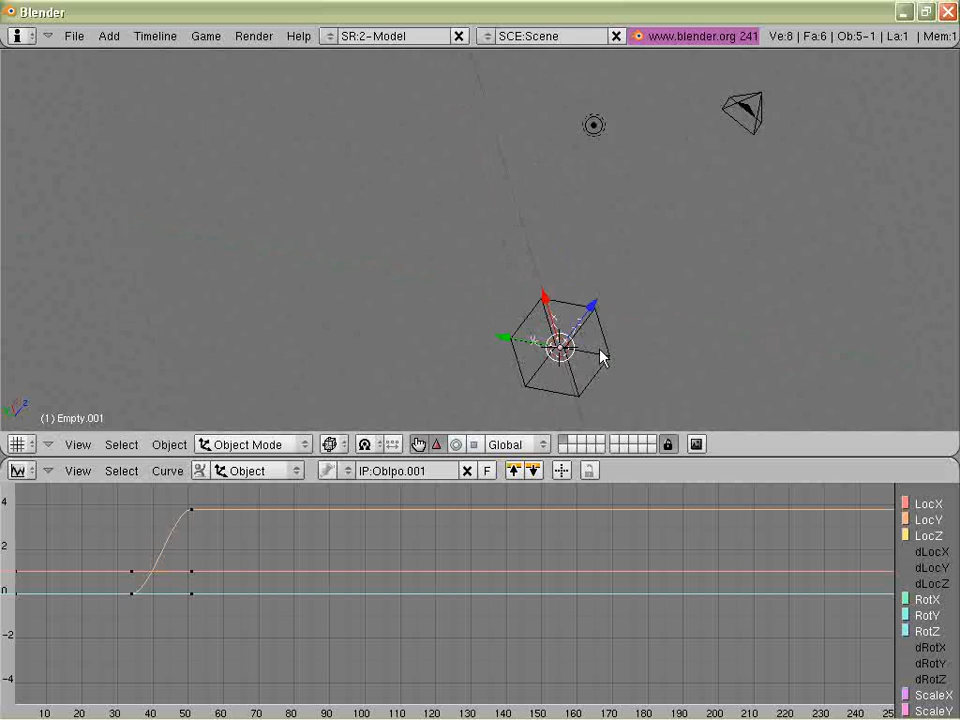 Blender
File Add Timeline Game Render Help SR:2-Model SCE:Scene www.blender.org 241 Ve:8 | Fa:6 | Ob:5-1 | La:1 | Mem:1
(1) Empty.001
View Select Object Object Mode Global
View Select Curve Object IP:ObIpo.001 F
4
2
0
-2
-4
LocX
LocY
LocZ
dLocX
dLocY
dLocZ
RotX
RotY
RotZ
dRotX
dRotY
dRotZ
ScaleX
ScaleY
10 20 30 40 50 60 70 80 90 100 110 120 130 140 150 160 170 180 190 200 210 220 230 240 25